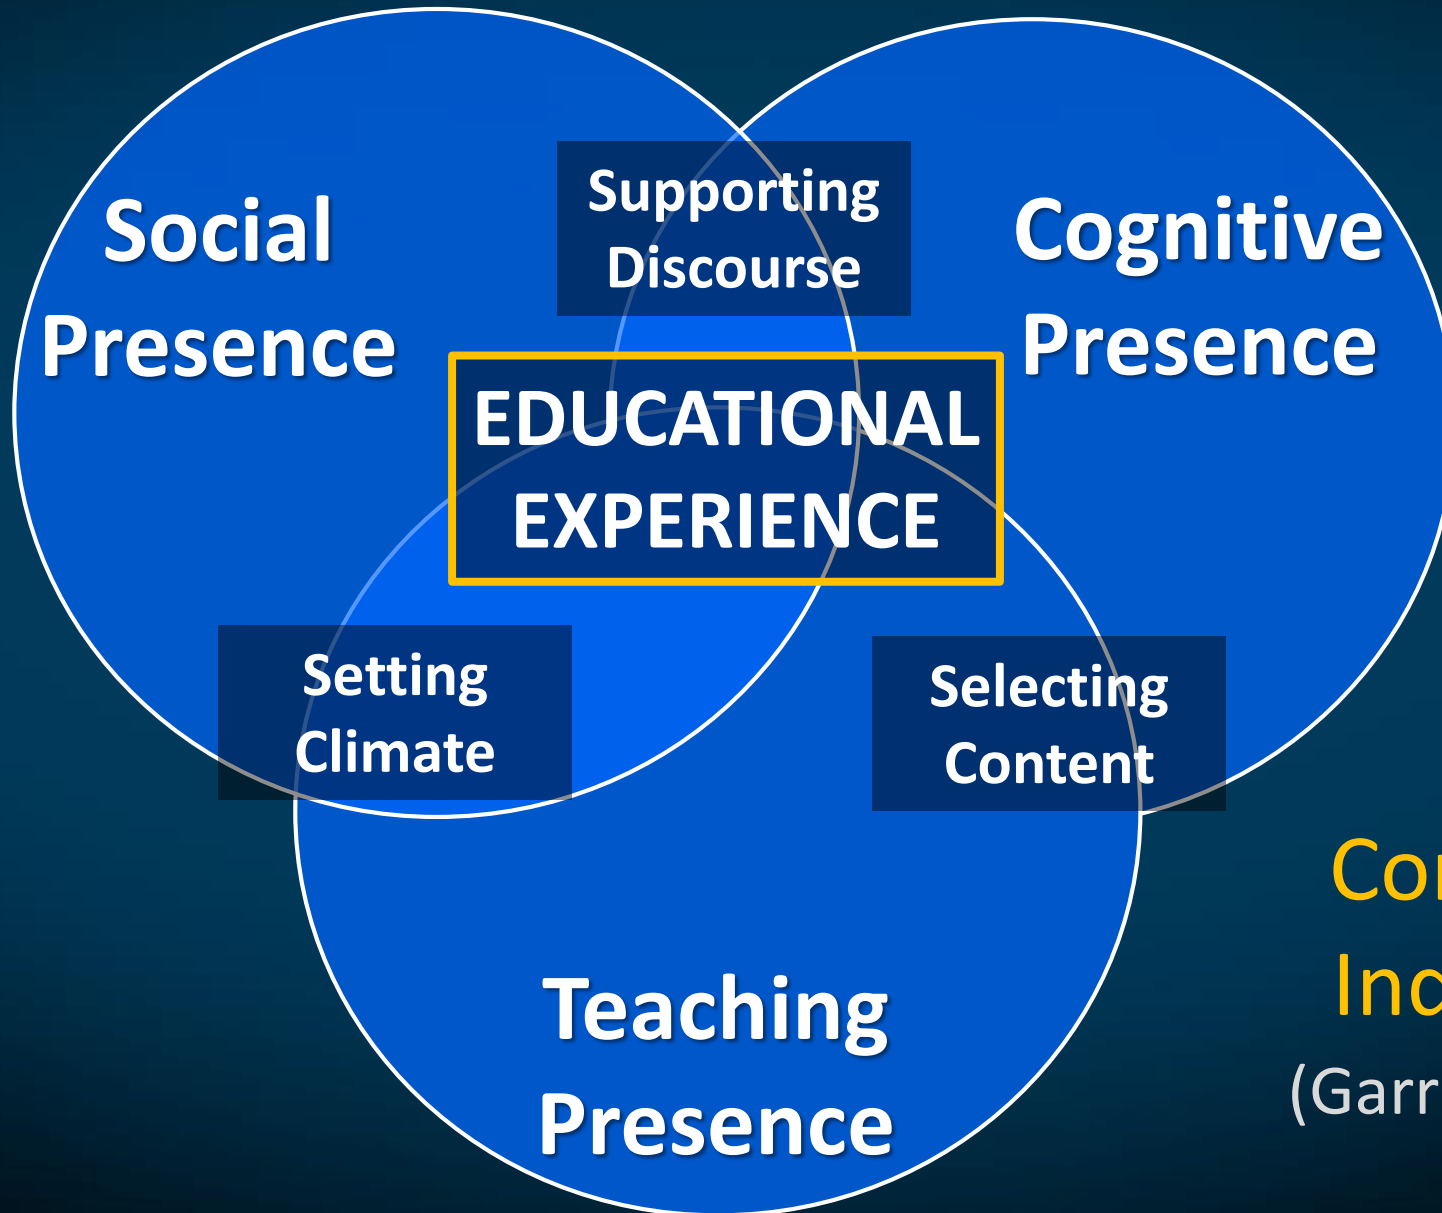 Social
Presence
Supporting
Discourse
Cognitive
Presence
EDUCATIONAL
EXPERIENCE
Setting
Climate
Selecting
Content
Teaching
Presence